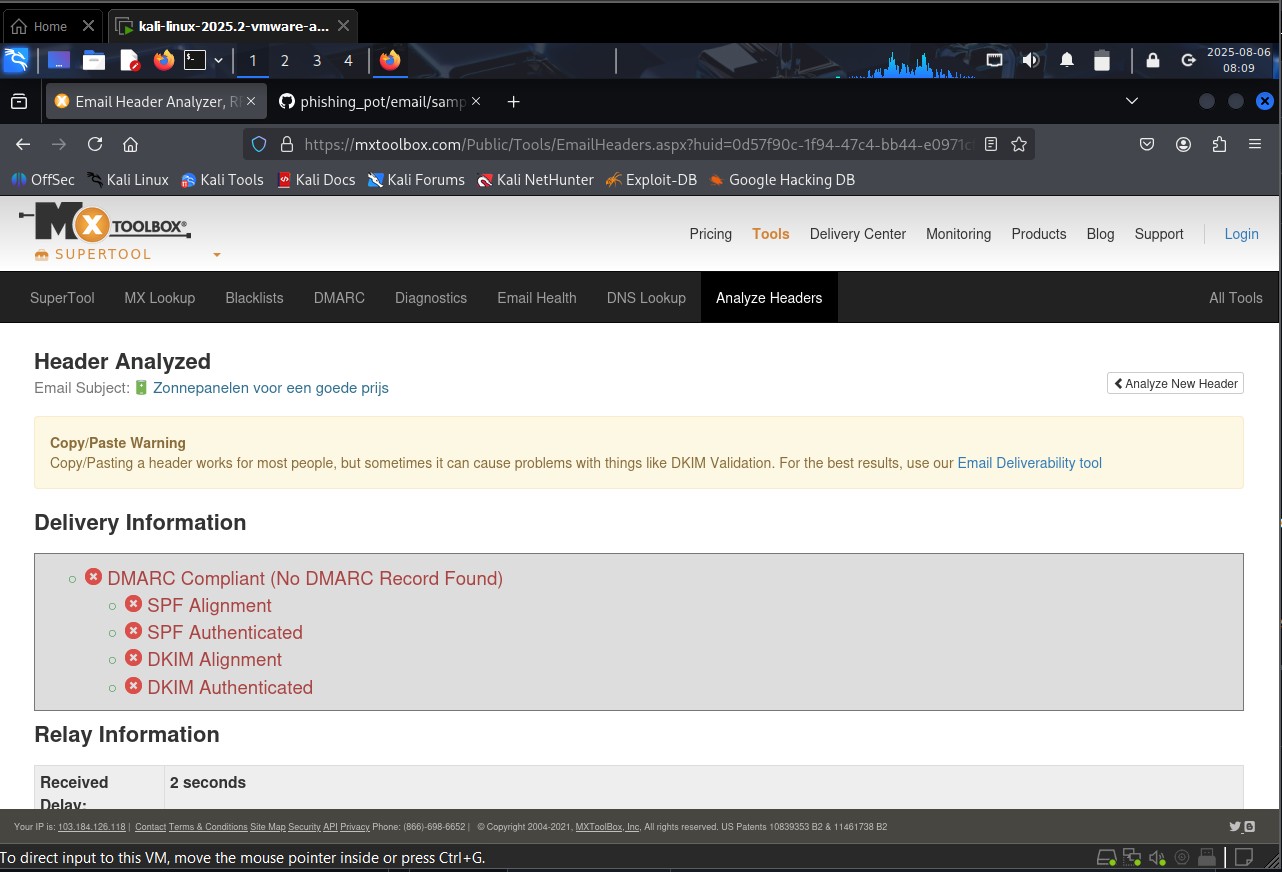 Home
kali-linux-2025.2-vmware-a...
1 2 3 4
2025-08-06
08:09
Email Header Analyzer, RF
phishing_pot/email/samp
https://mxtoolbox.com/Public/Tools/EmailHeaders.aspx?huid=0d57f90c-1f94-47c4-bb44-e0971c
OffSec Kali Linux Kali Tools Kali Docs Kali Forums Kali NetHunter Exploit-DB Google Hacking DB
MX TOOLBOX®
SUPERTOOL
Pricing Tools Delivery Center Monitoring Products Blog Support Login
SuperTool MX Lookup Blacklists DMARC Diagnostics Email Health DNS Lookup Analyze Headers All Tools
Header Analyzed
Email Subject: Zonnepanelen voor een goede prijs
Analyze New Header
Copy/Paste Warning
Copy/Pasting a header works for most people, but sometimes it can cause problems with things like DKIM Validation. For the best results, use our Email Deliverability tool
Delivery Information
DMARC Compliant (No DMARC Record Found)
SPF Alignment
SPF Authenticated
DKIM Alignment
DKIM Authenticated
Relay Information
Received 2 seconds
Delay:
Your IP is: 103.184.126.118 | Contact Terms & Conditions Site Map Security API Privacy Phone: (866)-698-6652 | © Copyright 2004-2021, MXToolBox, Inc, All rights reserved. US Patents 10839353 B2 & 11461738 B2
To direct input to this VM, move the mouse pointer inside or press Ctrl+G.